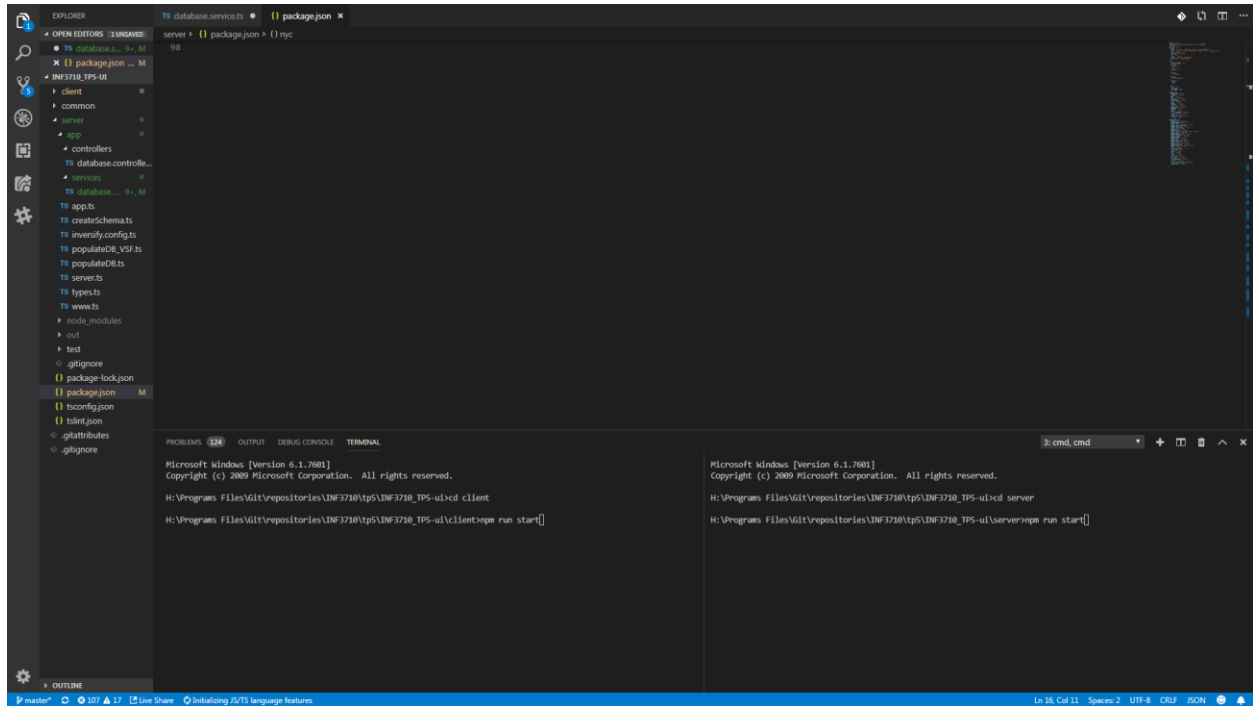 EXPLORER
OPEN EDITORS 1 UNSAVED
TS database.s... 9+, M
{} package.json ... M
INF3710_TP5-UI
client
common
server
app
controllers
TS database.controlle...
services
TS database.... 9+, M
TS app.ts
TS createSchema.ts
TS inversify.config.ts
TS populateDB_VSF.ts
TS populateDB.ts
TS server.ts
TS types.ts
TS www.ts
node_modules
out
test
.gitignore
{} package-lock.json
{} package.json M
{} tsconfig.json
{} tslint.json
.gitattributes
.gitignore
OUTLINE
TS database.service.ts {} package.json
server {} package.json {} nyc
98
PROBLEMS 124 OUTPUT DEBUG CONSOLE TERMINAL 3: cmd, cmd
Microsoft Windows [Version 6.1.7601]
Copyright (c) 2009 Microsoft Corporation. All rights reserved.
H:\Programs Files\Git\repositories\INF3710\tp5\INF3710_TP5-ui>cd client
H:\Programs Files\Git\repositories\INF3710\tp5\INF3710_TP5-ui\client>npm run start
Microsoft Windows [Version 6.1.7601]
Copyright (c) 2009 Microsoft Corporation. All rights reserved.
H:\Programs Files\Git\repositories\INF3710\tp5\INF3710_TP5-ui>cd server
H:\Programs Files\Git\repositories\INF3710\tp5\INF3710_TP5-ui\server>npm run start
master* 107 17 Live Share Initializing JS/TS language features Ln 16, Col 11 Spaces: 2 UTF-8 CRLF JSON